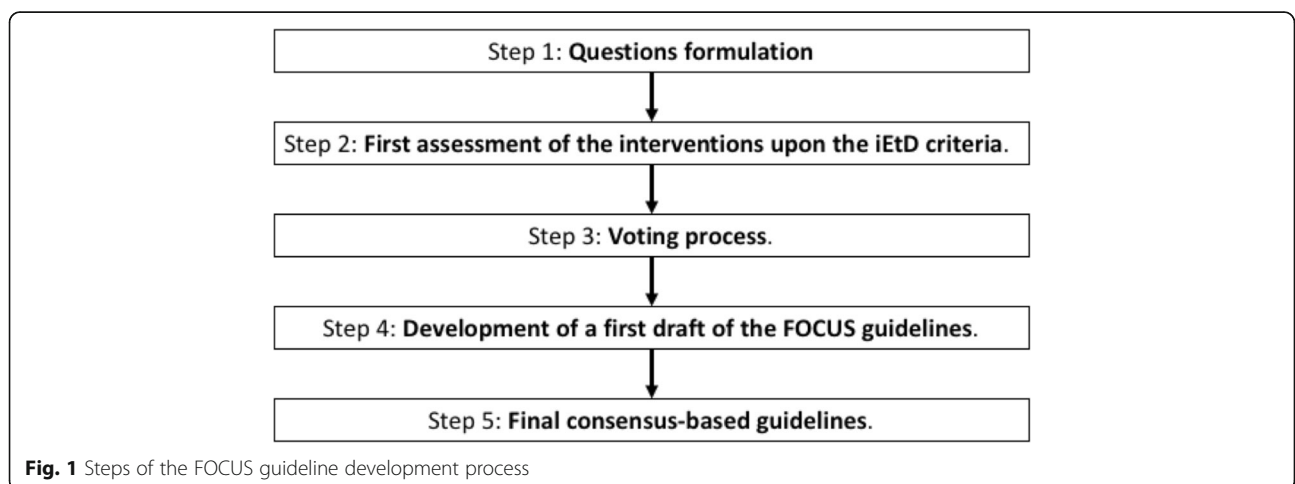 Step 1: Questions formulation
Step 2: First assessment of the interventions upon the iEtD criteria.
Step 3: Voting process.
Step 4: Development of a first draft of the FOCUS guidelines.
Step 5: Final consensus-based guidelines.
Fig. 1 Steps of the FOCUS guideline development process